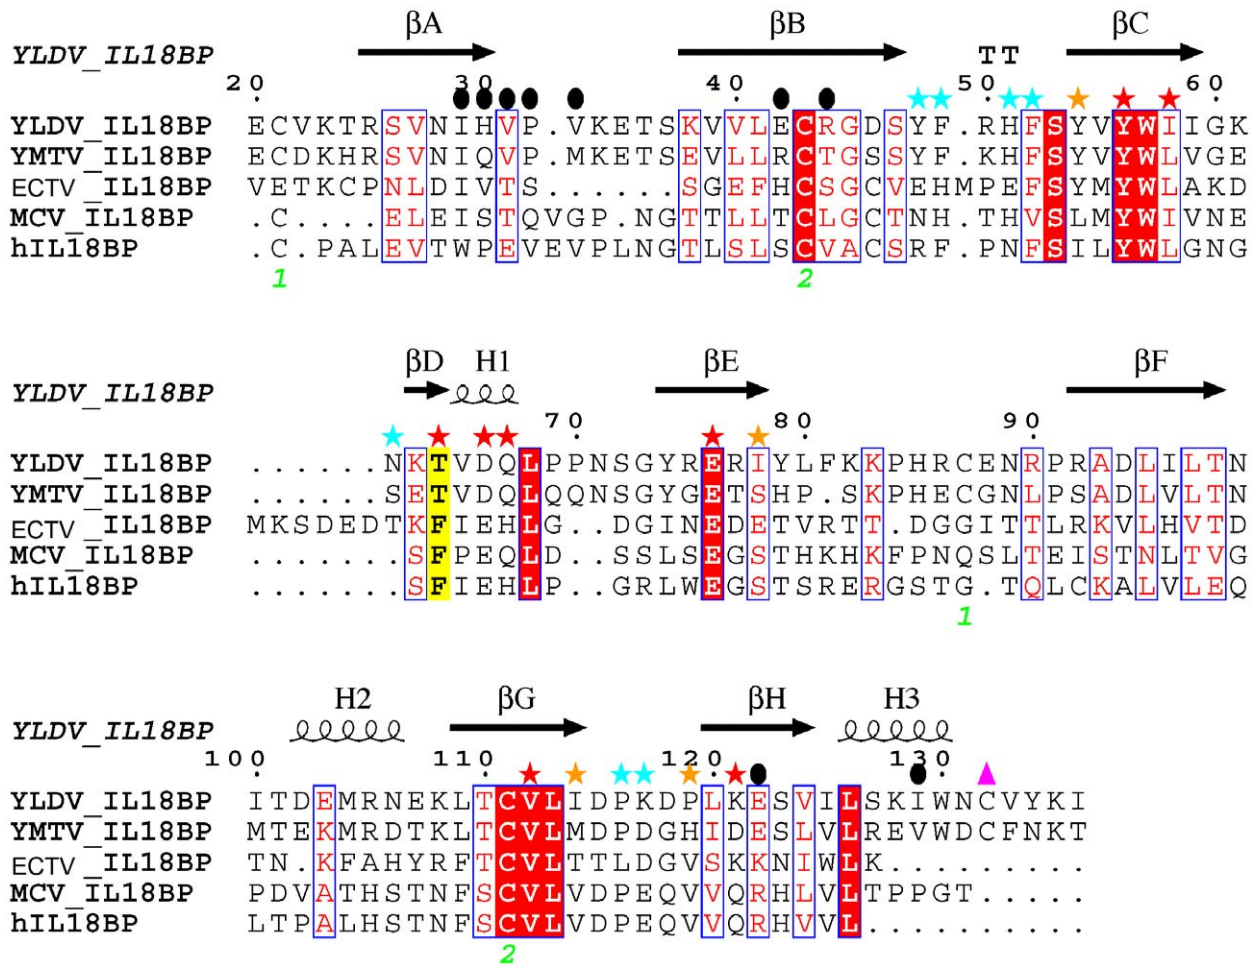 βA βB βC
YLDV_IL18BP TT
20 30 40 50 60
YLDV_IL18BP ECVKTRSVNIHVP.VKETSKVVLECRGDSYF.RHFSYVYWIIGK
YMTV_IL18BP ECDKHRSVNIQVP.MKETSEVLLRCTGSSYF.KHFSYVYWLVGE
ECTV_IL18BP VETKCPNLDIVTS......SGEFHCSGCVEHMPEFSYMYWLAKD
MCV_IL18BP .C....ELEISTQVGP.NGTTLLTCLGCTNH.THVSLMYWIVNE
hIL18BP .C.PALEVTWPEVEVPLNGTLSLSCVACSRF.PNFSILYWLGNG
1 2
βD H1 βE βF
YLDV_IL18BP
70 80 90
YLDV_IL18BP ......NKTVDQLPPNSGYRERIYLFKKPHRCENRPRADLILTN
YMTV_IL18BP ......SETVDQLQQNSGYGETSHP.SKPHECGNLPSADLVLTN
ECTV_IL18BP MKSDEDTKFIEHLG..DGINEDETVRTT.DGGITTLRKVLHVTD
MCV_IL18BP .......SFPEQLD..SSLSEGSTHKHKFPNQSLTEISTNLTVG
hIL18BP .......SFIEHLP..GRLWEGSTSRERGSTG.TQLCKALVLEQ
1
H2 βG βH H3
YLDV_IL18BP
100 110 120 130
YLDV_IL18BP ITDEMRNEKLTCVLIDPKDPLKESVILSKIWNCVYKI
YMTV_IL18BP MTEKMRDTKLTCVLMDPDGHIDESLVLREVWDCFNKT
ECTV_IL18BP TN.KFAHYRFTCVLTTLDGVSKKNIWLK.........
MCV_IL18BP PDVATHSTNFSCVLVDPEQVVQRHLVLTPPGT.....
hIL18BP LTPALHSTNFSCVLVDPEQVVQRHVVL..........
2